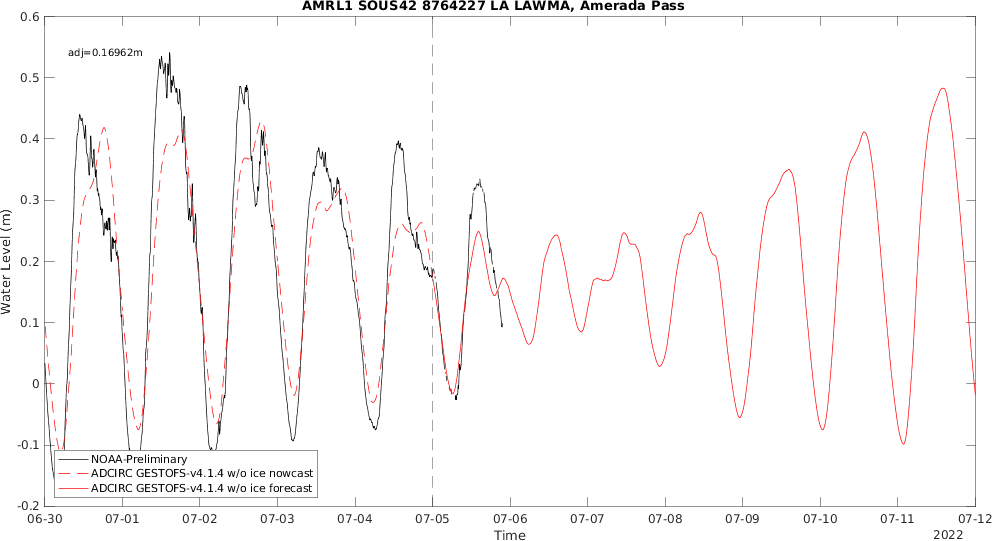 AMRL1 SOUS42 8764227 LA LAWMA, Amerada Pass
adj=0.16962m
0.6
0.5
0.4
0.3
0.2
0.1
0
-0.1
-0.2
Water Level (m)
NOAA-Preliminary
ADCIRC GESTOFS-v4.1.4 w/o ice nowcast
ADCIRC GESTOFS-v4.1.4 w/o ice forecast
06-30 07-01 07-02 07-03 07-04 07-05 07-06 07-07 07-08 07-09 07-10 07-11 07-12
Time
2022